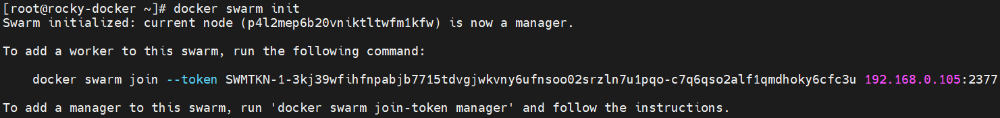 [root@rocky-docker ~]# docker swarm init
Swarm initialized: current node (p4l2mep6b20vniktltwfm1kfw) is now a manager.
To add a worker to this swarm, run the following command:
docker swarm join --token SWMTKN-1-3kj39wfihfnpabjb7715tdvgjwkvny6ufnsoo02srzln7u1pqo-c7q6qso2alf1qmdhoky6cfc3u 192.168.0.105:2377
To add a manager to this swarm, run 'docker swarm join-token manager' and follow the instructions.